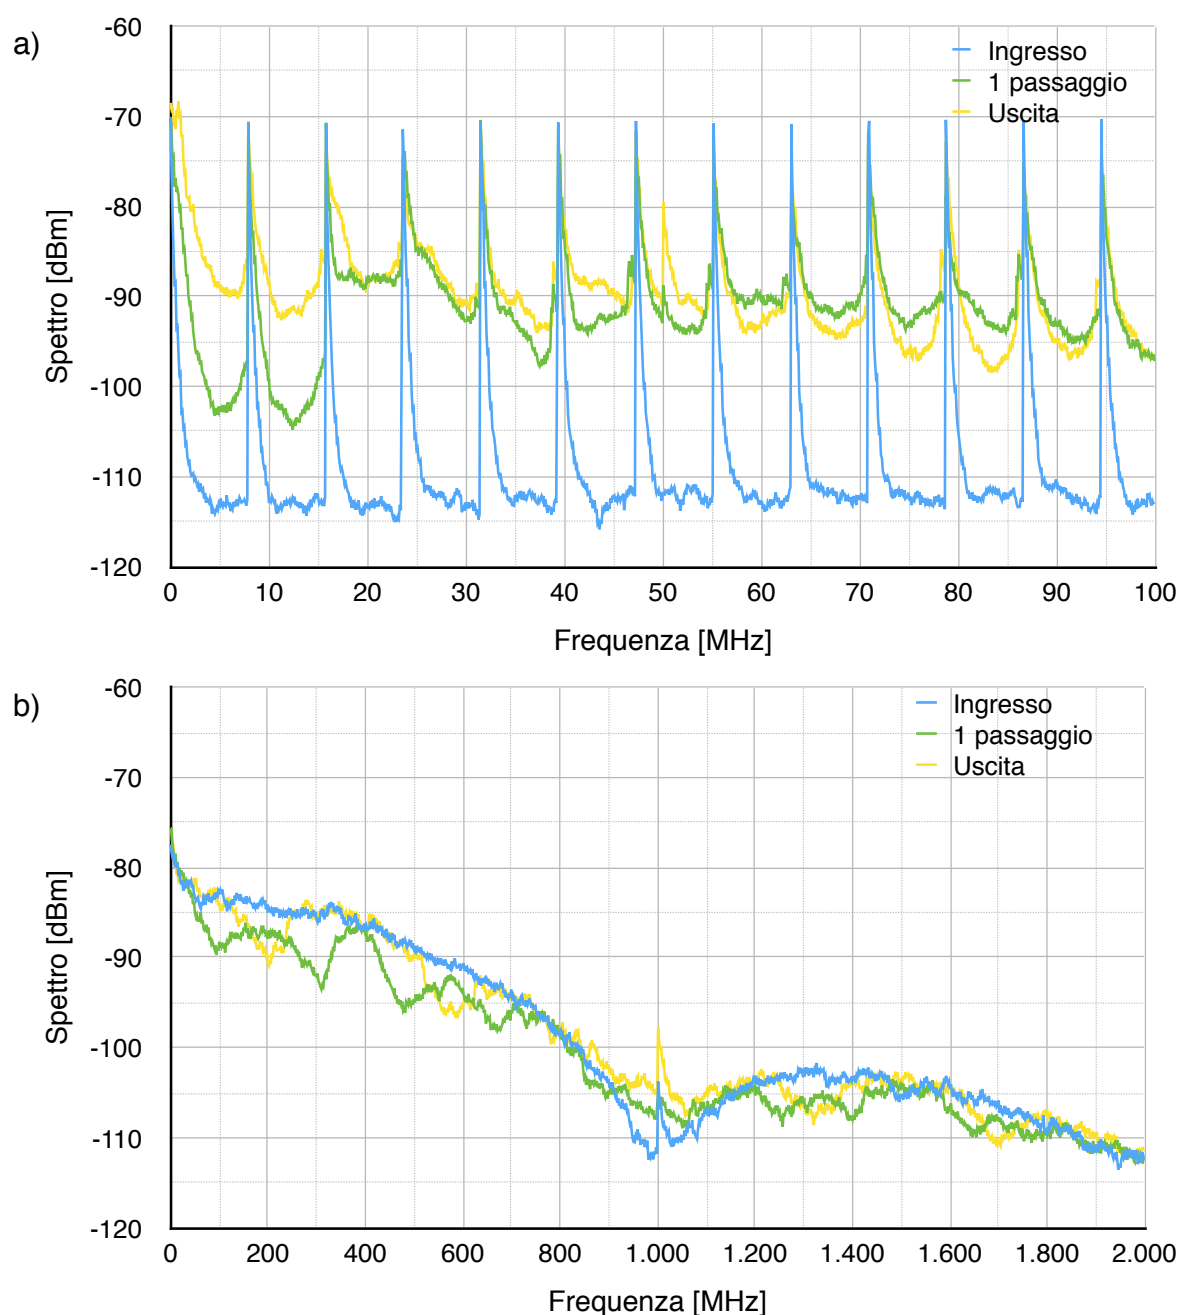 a)
-60
-70
-80
-90
-100
-110
-120
Spettro [dBm]
Ingresso
1 passaggio
Uscita
0 10 20 30 40 50 60 70 80 90 100
Frequenza [MHz]
b)
-60
-70
-80
-90
-100
-110
-120
Spettro [dBm]
Ingresso
1 passaggio
Uscita
0 200 400 600 800 1.000 1.200 1.400 1.600 1.800 2.000
Frequenza [MHz]